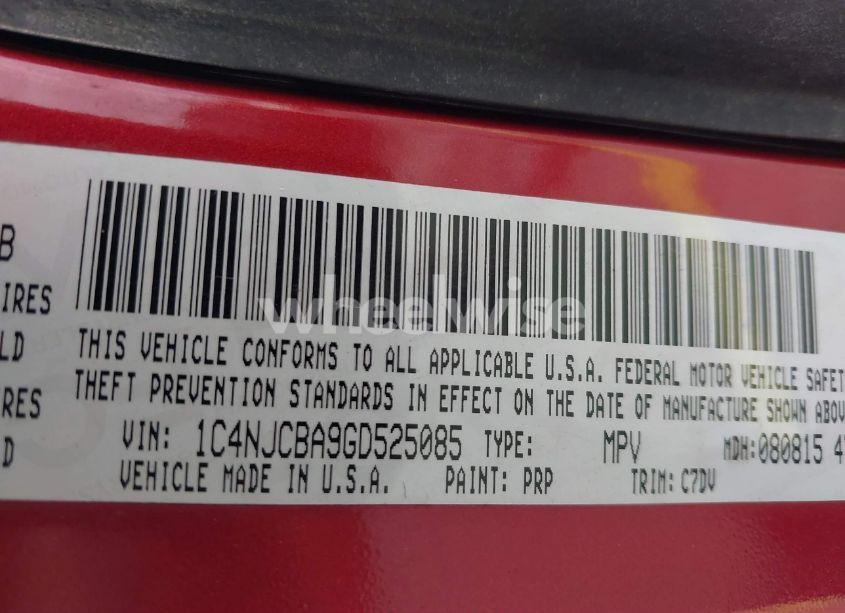 B
IRES
LD
RES
D
wheelwise
THIS VEHICLE CONFORMS TO ALL APPLICABLE U.S.A. FEDERAL MOTOR VEHICLE SAFET
THEFT PREVENTION STANDARDS IN EFFECT ON THE DATE OF MANUFACTURE SHOWN ABOV
VIN: 1C4NJCBA9GD525085 TYPE: MPV MDH:080815 4
VEHICLE MADE IN U.S.A. PAINT: PRP TRIM: C7DV